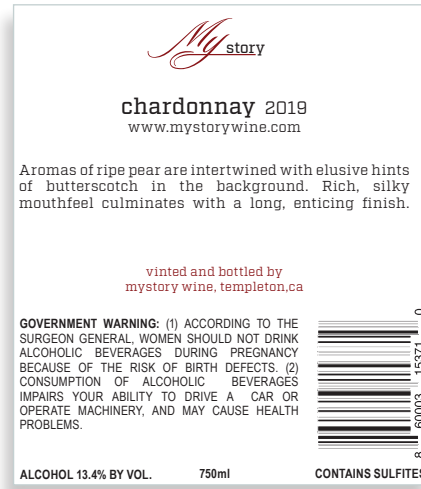 My story
chardonnay 2019
www.mystorywine.com
Aromas of ripe pear are intertwined with elusive hints
of butterscotch in the background. Rich, silky
mouthfeel culminates with a long, enticing finish.
vinted and bottled by
mystory wine, templeton,ca
GOVERNMENT WARNING: (1) ACCORDING TO THE
SURGEON GENERAL, WOMEN SHOULD NOT DRINK
ALCOHOLIC BEVERAGES DURING PREGNANCY
BECAUSE OF THE RISK OF BIRTH DEFECTS. (2)
CONSUMPTION OF ALCOHOLIC BEVERAGES
IMPAIRS YOUR ABILITY TO DRIVE A CAR OR
OPERATE MACHINERY, AND MAY CAUSE HEALTH
PROBLEMS.
8 60003 15371 0
ALCOHOL 13.4% BY VOL. 750ml CONTAINS SULFITES